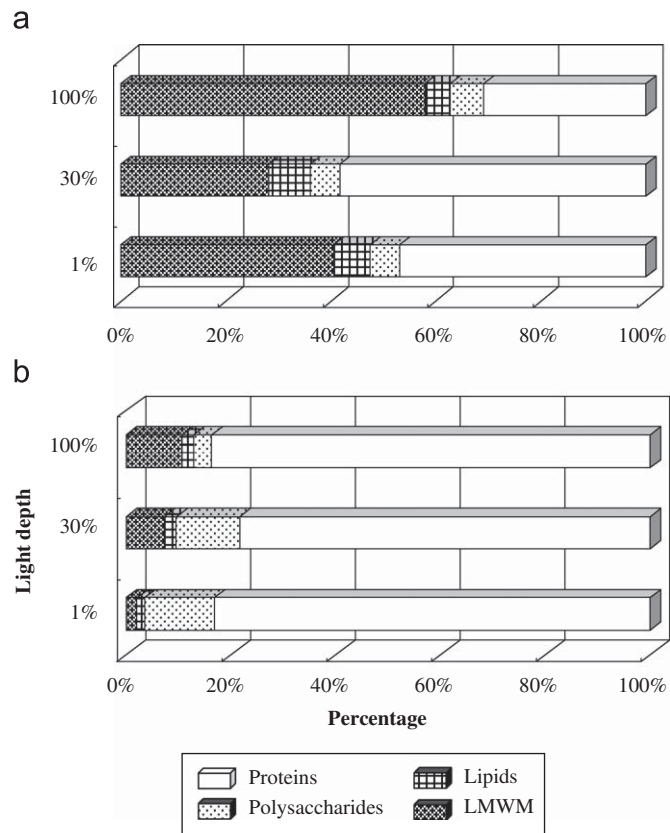 a
100%
30%
1%
0% 20% 40% 60% 80% 100%
b
100%
30%
1%
Light depth
0% 20% 40% 60% 80% 100%
Percentage
Proteins Lipids
Polysaccharides LMWM